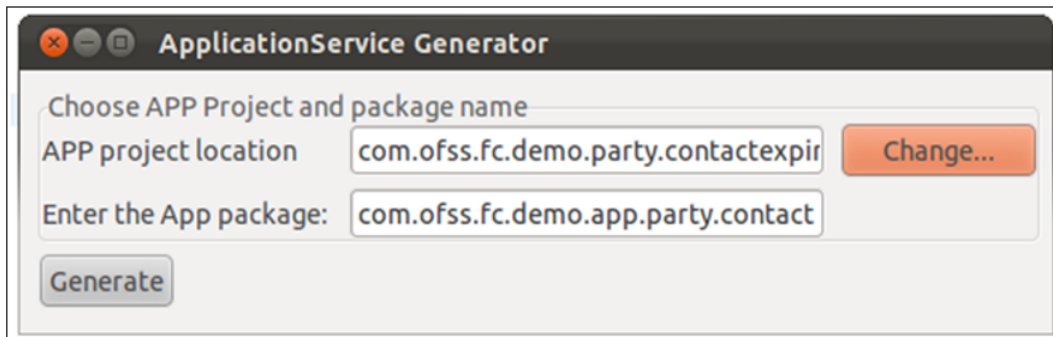 ApplicationService Generator
Choose APP Project and package name
APP project location com.ofss.fc.demo.party.contactexpir Change...
Enter the App package: com.ofss.fc.demo.app.party.contact
Generate